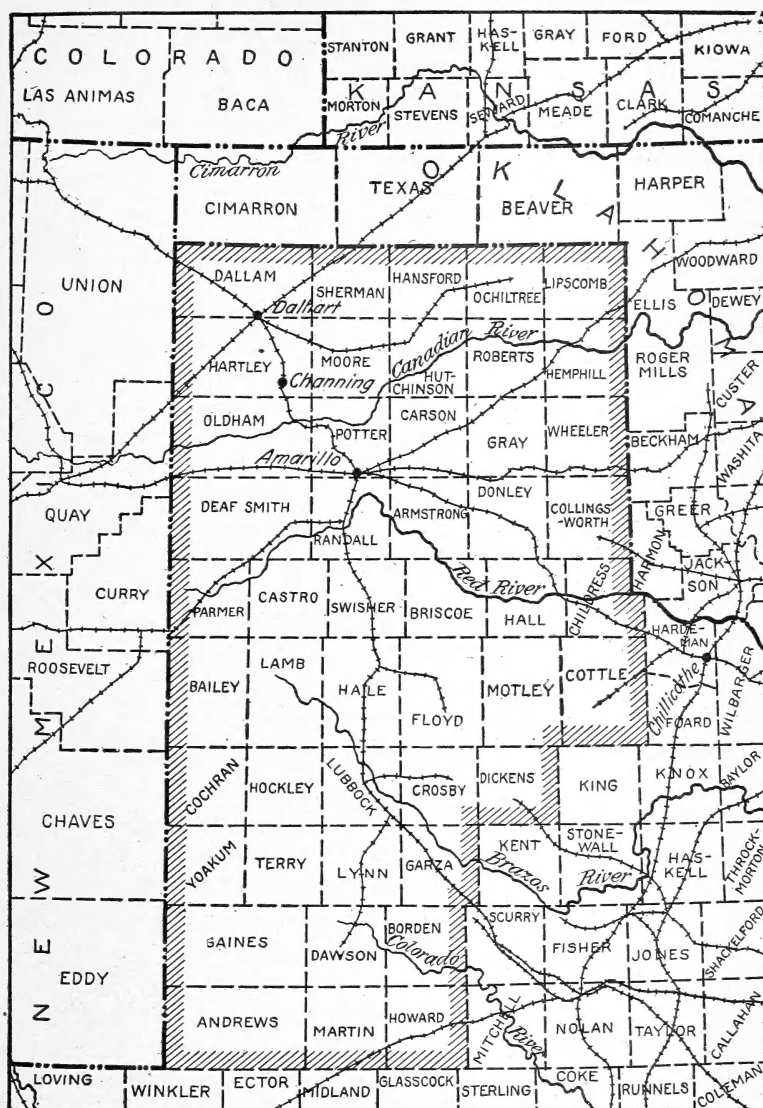 COLORADO
LAS ANIMAS
BACA
STANTON
GRANT
HAS-
KELL
GRAY
FORD
KIOWA
KANSAS
MORTON
STEVENS
SEWARD
MEADE
CLARK
COMANCHE
River
Cimarron
CIMARRON
TEXAS
BEAVER
HARPER
OKLAHOMA
UNION
DALLAM
SHERMAN
HANSFORD
OCHILTREE
LIPSCOMB
WOODWARD
ELLIS
DEWEY
Dalhart
HARTLEY
MOORE
Canadian River
HUT-
CHINSON
ROBERTS
HEMPHILL
ROGER
MILLS
CUSTER
Channing
OLDHAM
POTTER
CARSON
GRAY
WHEELER
BECKHAM
WASHITA
Amarillo
QUAY
DEAF SMITH
RANDALL
ARMSTRONG
DONLEY
COLLINGS
-WORTH
GREER
HARMON
JACK-
SON
CURRY
PARMER
CASTRO
SWISHER
BRISCOE
Red River
HALL
CHILDRESS
HARDE-
MAN
Chillicothe
WILBARGER
ROOSEVELT
BAILEY
LAMB
HALE
FLOYD
MOTLEY
COTTLE
FOARD
NEW MEXICO
CHAVES
COCHRAN
HOCKLEY
LUBBOCK
CROSBY
DICKENS
KING
KNOX
BAYLOR
YOAKUM
TERRY
LYNN
GARZA
KENT
STONE-
WALL
HAS-
KELL
THROCK-
MORTON
Brazos River
EDDY
GAINES
DAWSON
BORDEN
SCURRY
FISHER
JONES
SHACKELFORD
Colorado
River
ANDREWS
MARTIN
HOWARD
MITCHELL
NOLAN
TAYLOR
CALLAHAN
LOVING
WINKLER
ECTOR
MIDLAND
GLASSCOCK
STERLING
COKE
RUNNELS
COLEMAN